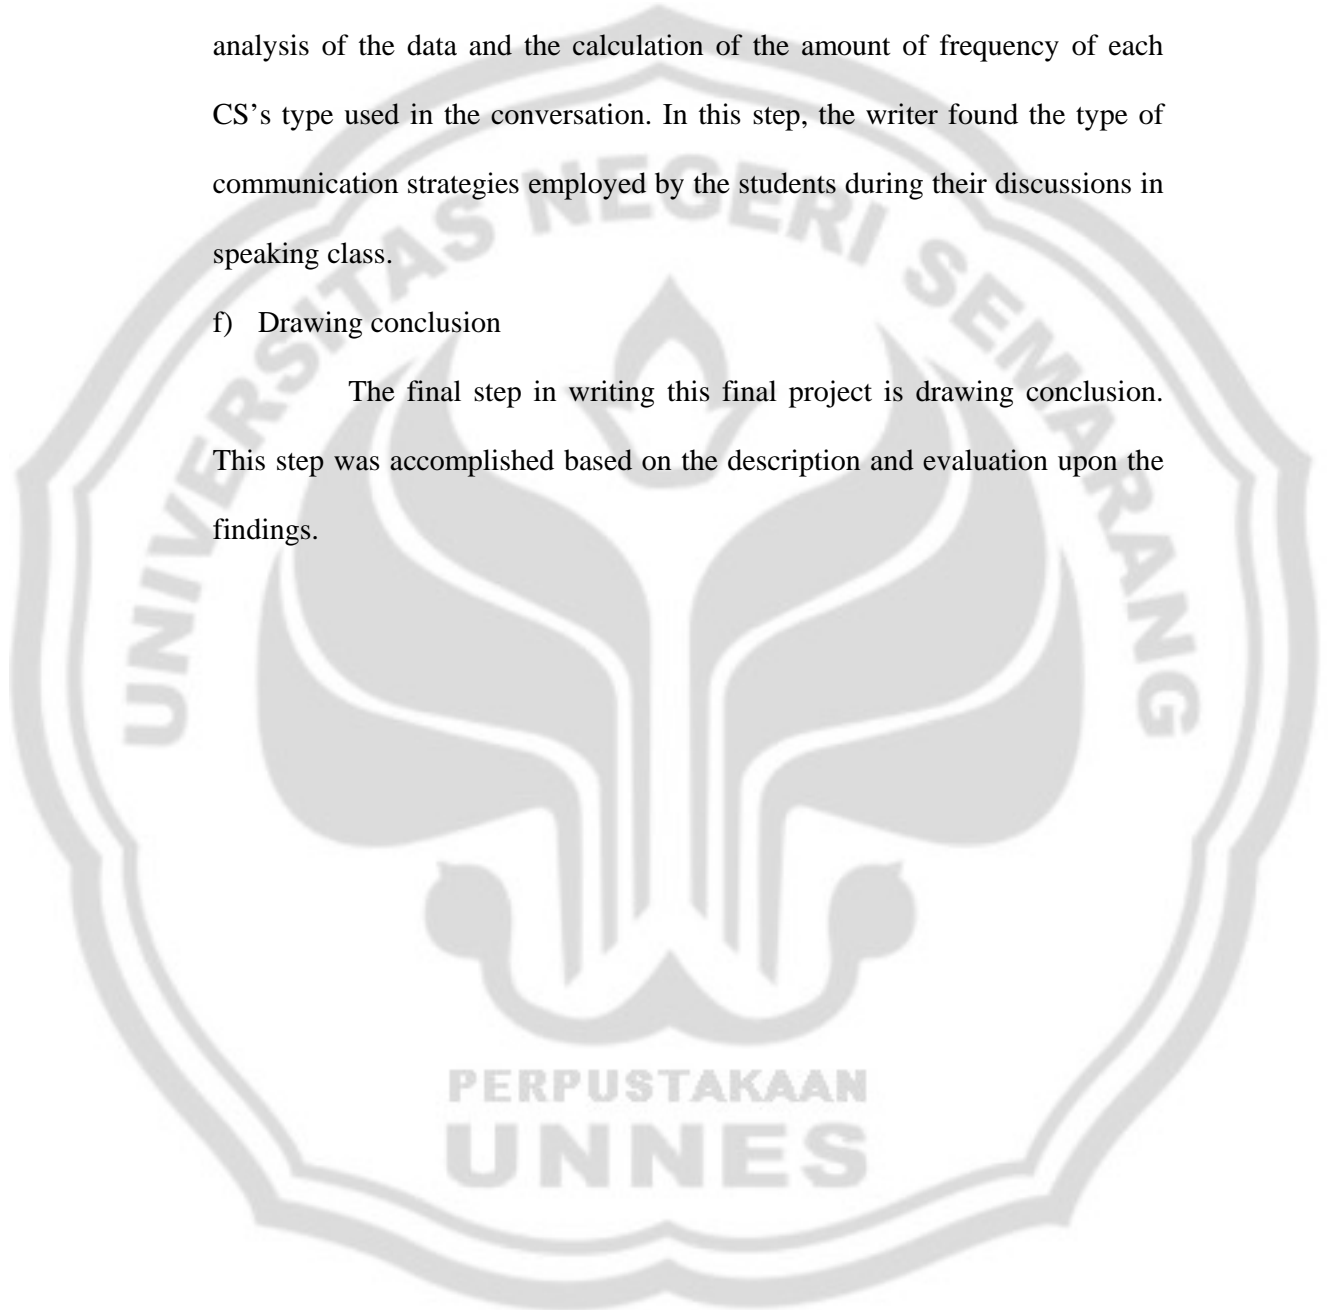 analysis of the data and the calculation of the amount of frequency of each
CS’s type used in the conversation. In this step, the writer found the type of
communication strategies employed by the students during their discussions in
speaking class.
f) Drawing conclusion
The final step in writing this final project is drawing conclusion.
This step was accomplished based on the description and evaluation upon the
findings.
UNIVERSITAS NEGERI SEMARANG
PERPUSTAKAAN
UNNES